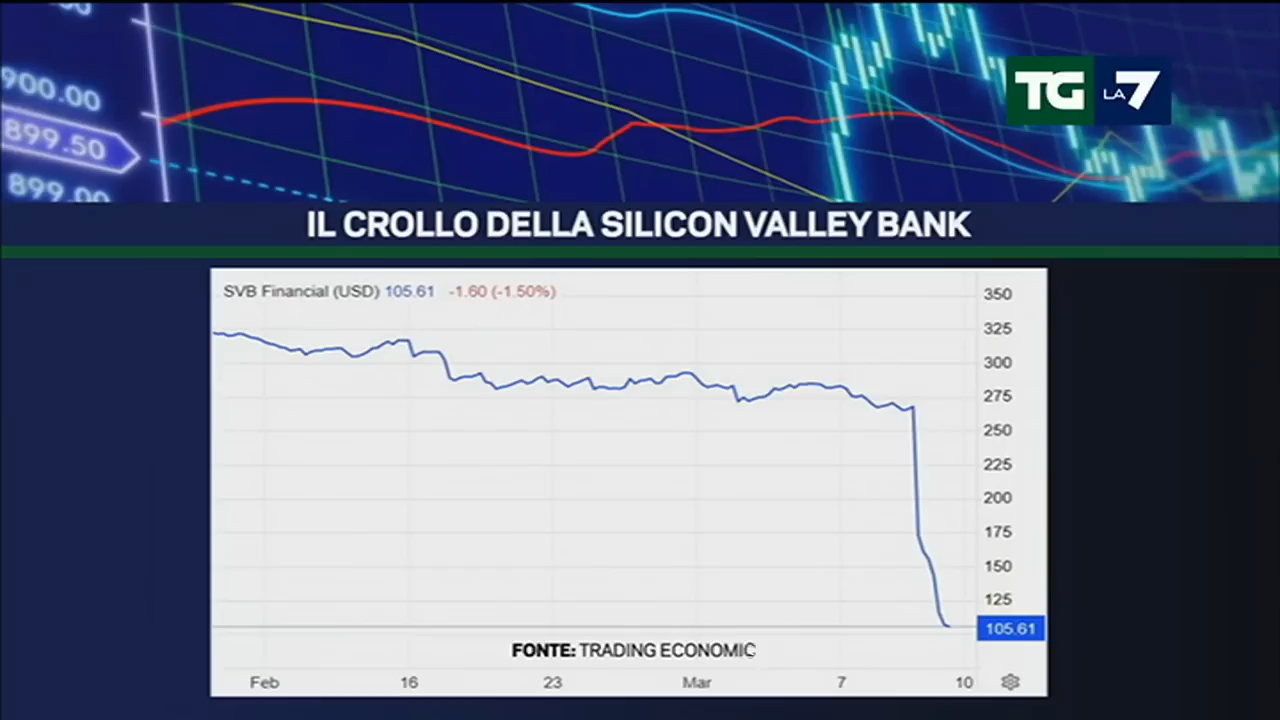 900.00
899.50
899.00
TG LA7
IL CROLLO DELLA SILICON VALLEY BANK
SVB Financial (USD) 105.61 -1.60 (-1.50%)
350
325
300
275
250
225
200
175
150
125
105.61
FONTE: TRADING ECONOMIC
Feb 16 23 Mar 7 10